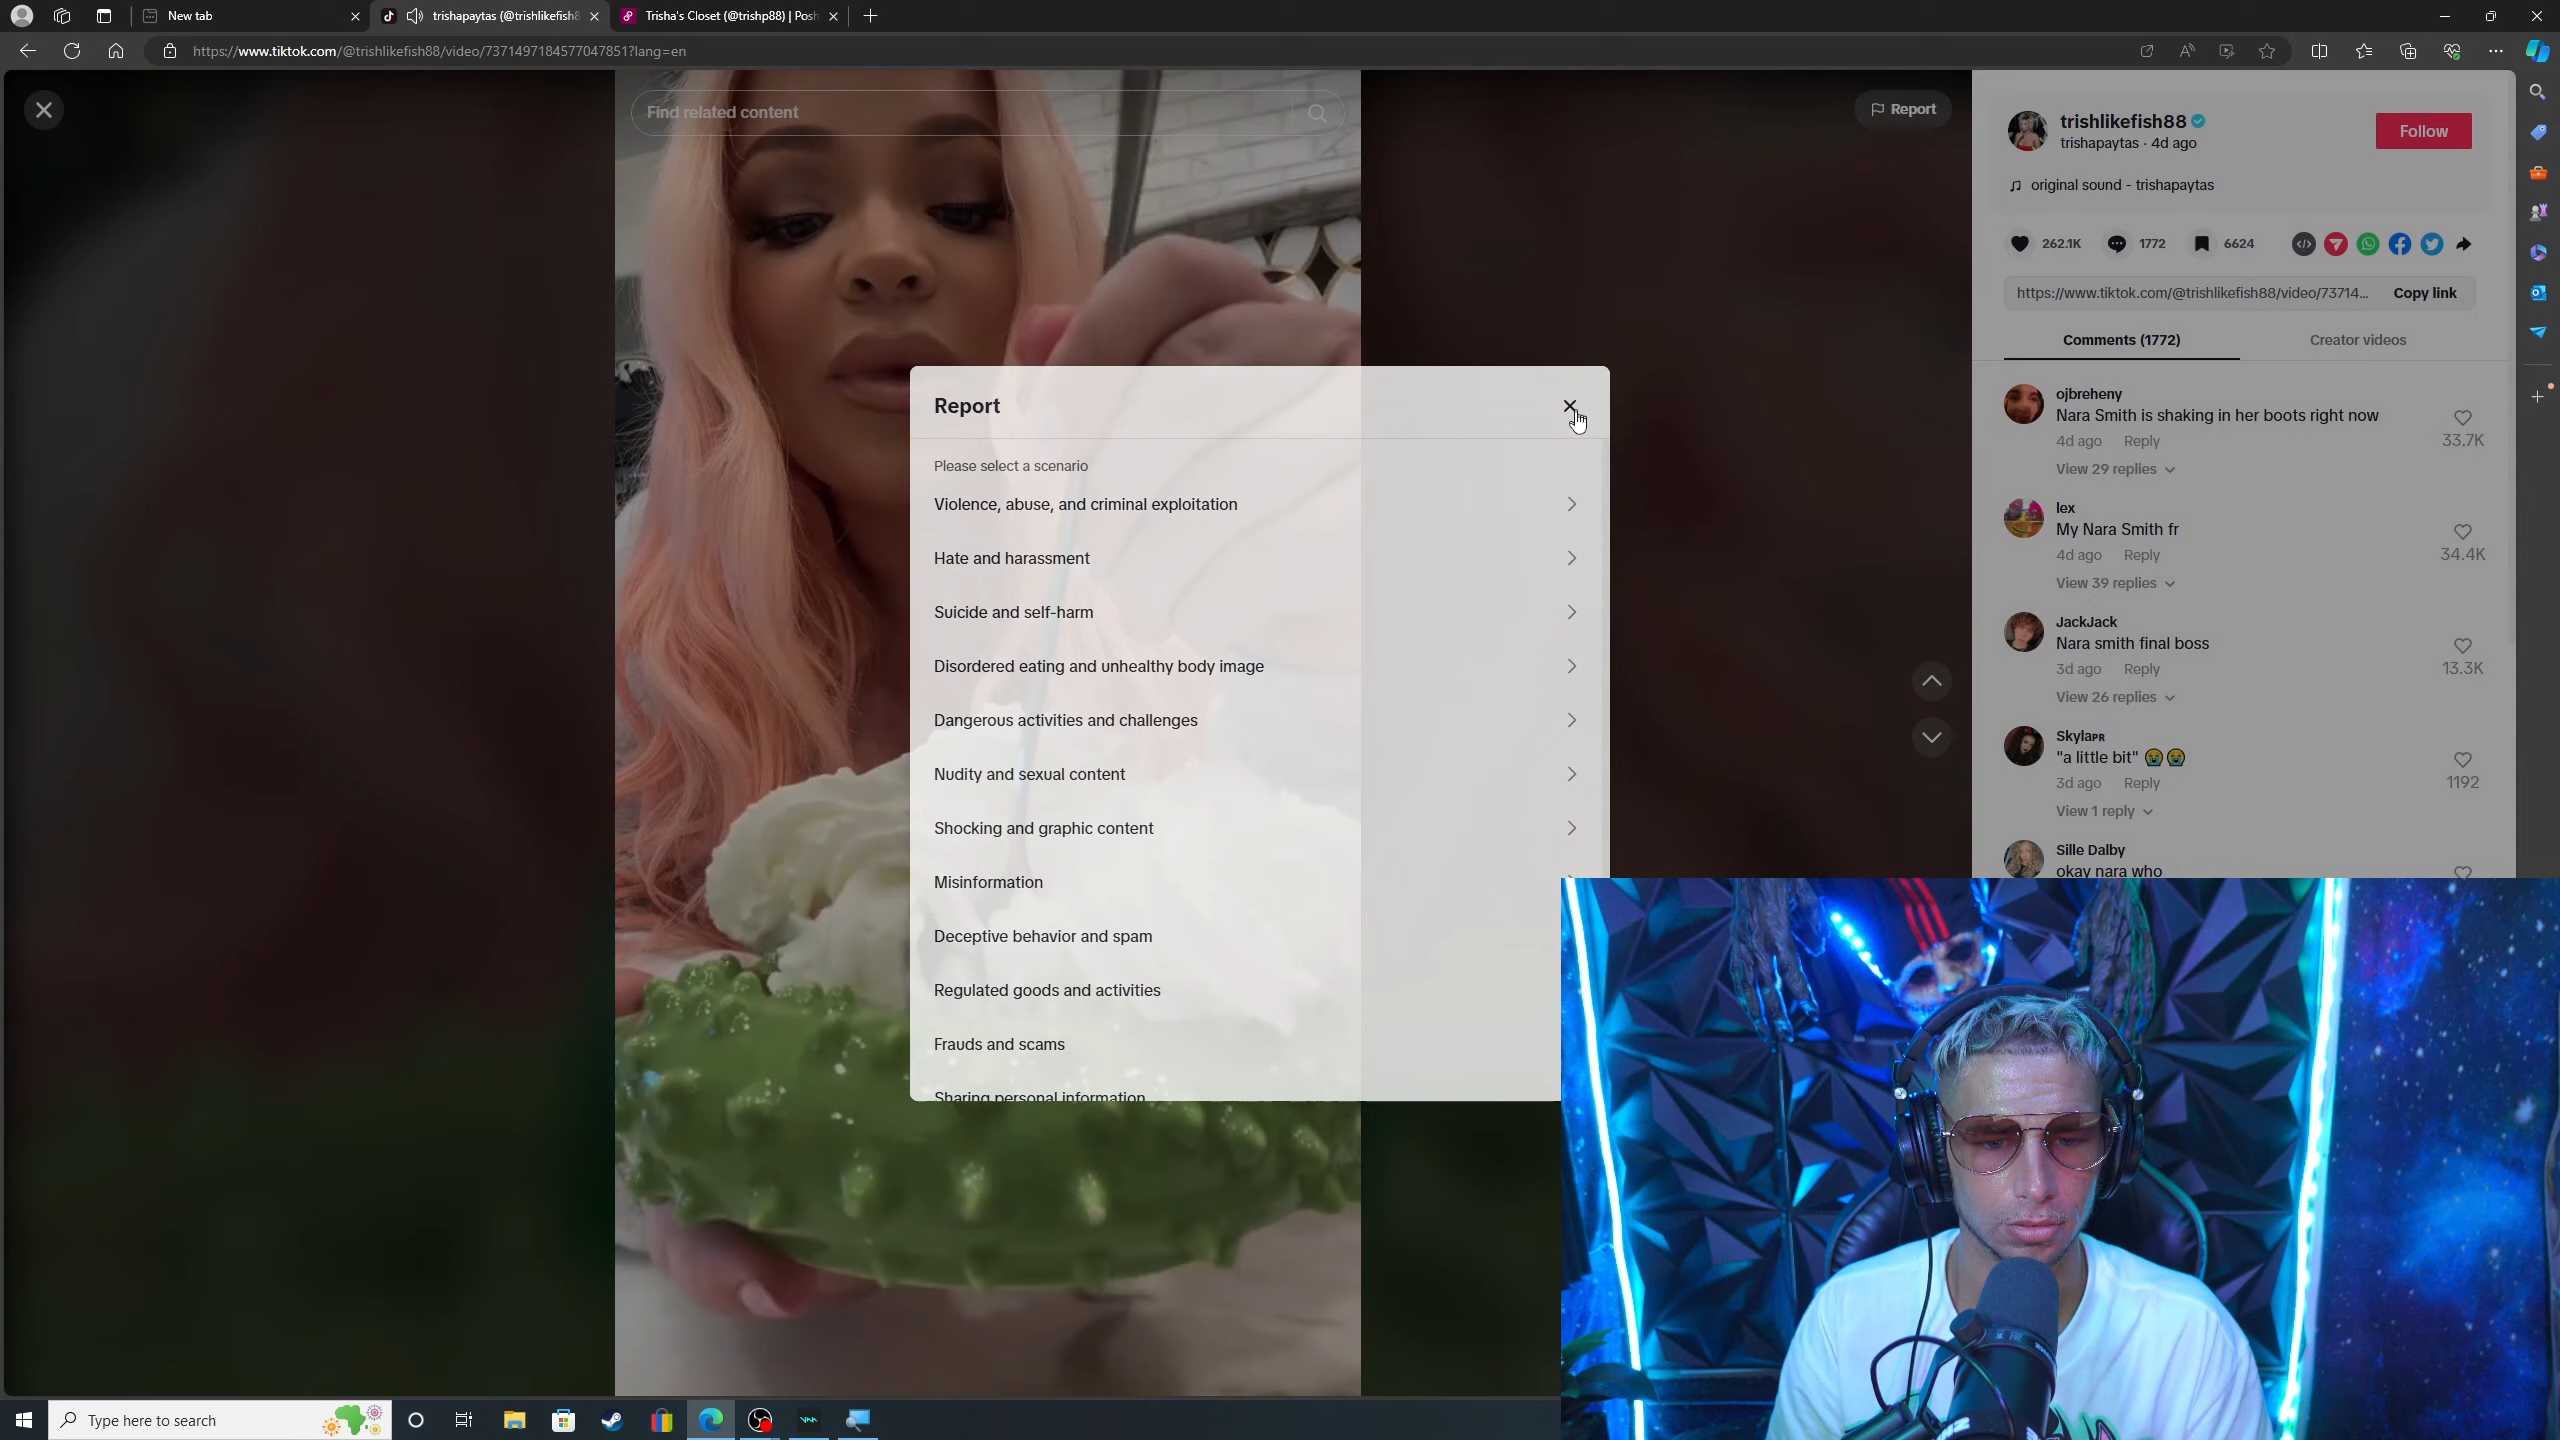 New tab
trishapaytas (@trishlikefish8
Trisha's Closet (@trishp88) | Posh
https://www.tiktok.com/@trishlikefish88/video/7371497184577047851?lang=en
Find related content
Report
trishlikefish88
trishapaytas · 4d ago
Follow
original sound - trishapaytas
262.1K
1772
6624
https://www.tiktok.com/@trishlikefish88/video/73714...
Copy link
Comments (1772)
Creator videos
ojbreheny
Nara Smith is shaking in her boots right now
4d ago Reply
33.7K
View 29 replies
lex
My Nara Smith fr
4d ago Reply
34.4K
View 39 replies
JackJack
Nara smith final boss
3d ago Reply
13.3K
View 26 replies
Skylaᴘʀ
"a little bit" 😭😭
3d ago Reply
1192
View 1 reply
Sille Dalby
okay nara who
Report
Please select a scenario
Violence, abuse, and criminal exploitation
Hate and harassment
Suicide and self-harm
Disordered eating and unhealthy body image
Dangerous activities and challenges
Nudity and sexual content
Shocking and graphic content
Misinformation
Deceptive behavior and spam
Regulated goods and activities
Frauds and scams
Sharing personal information
Type here to search